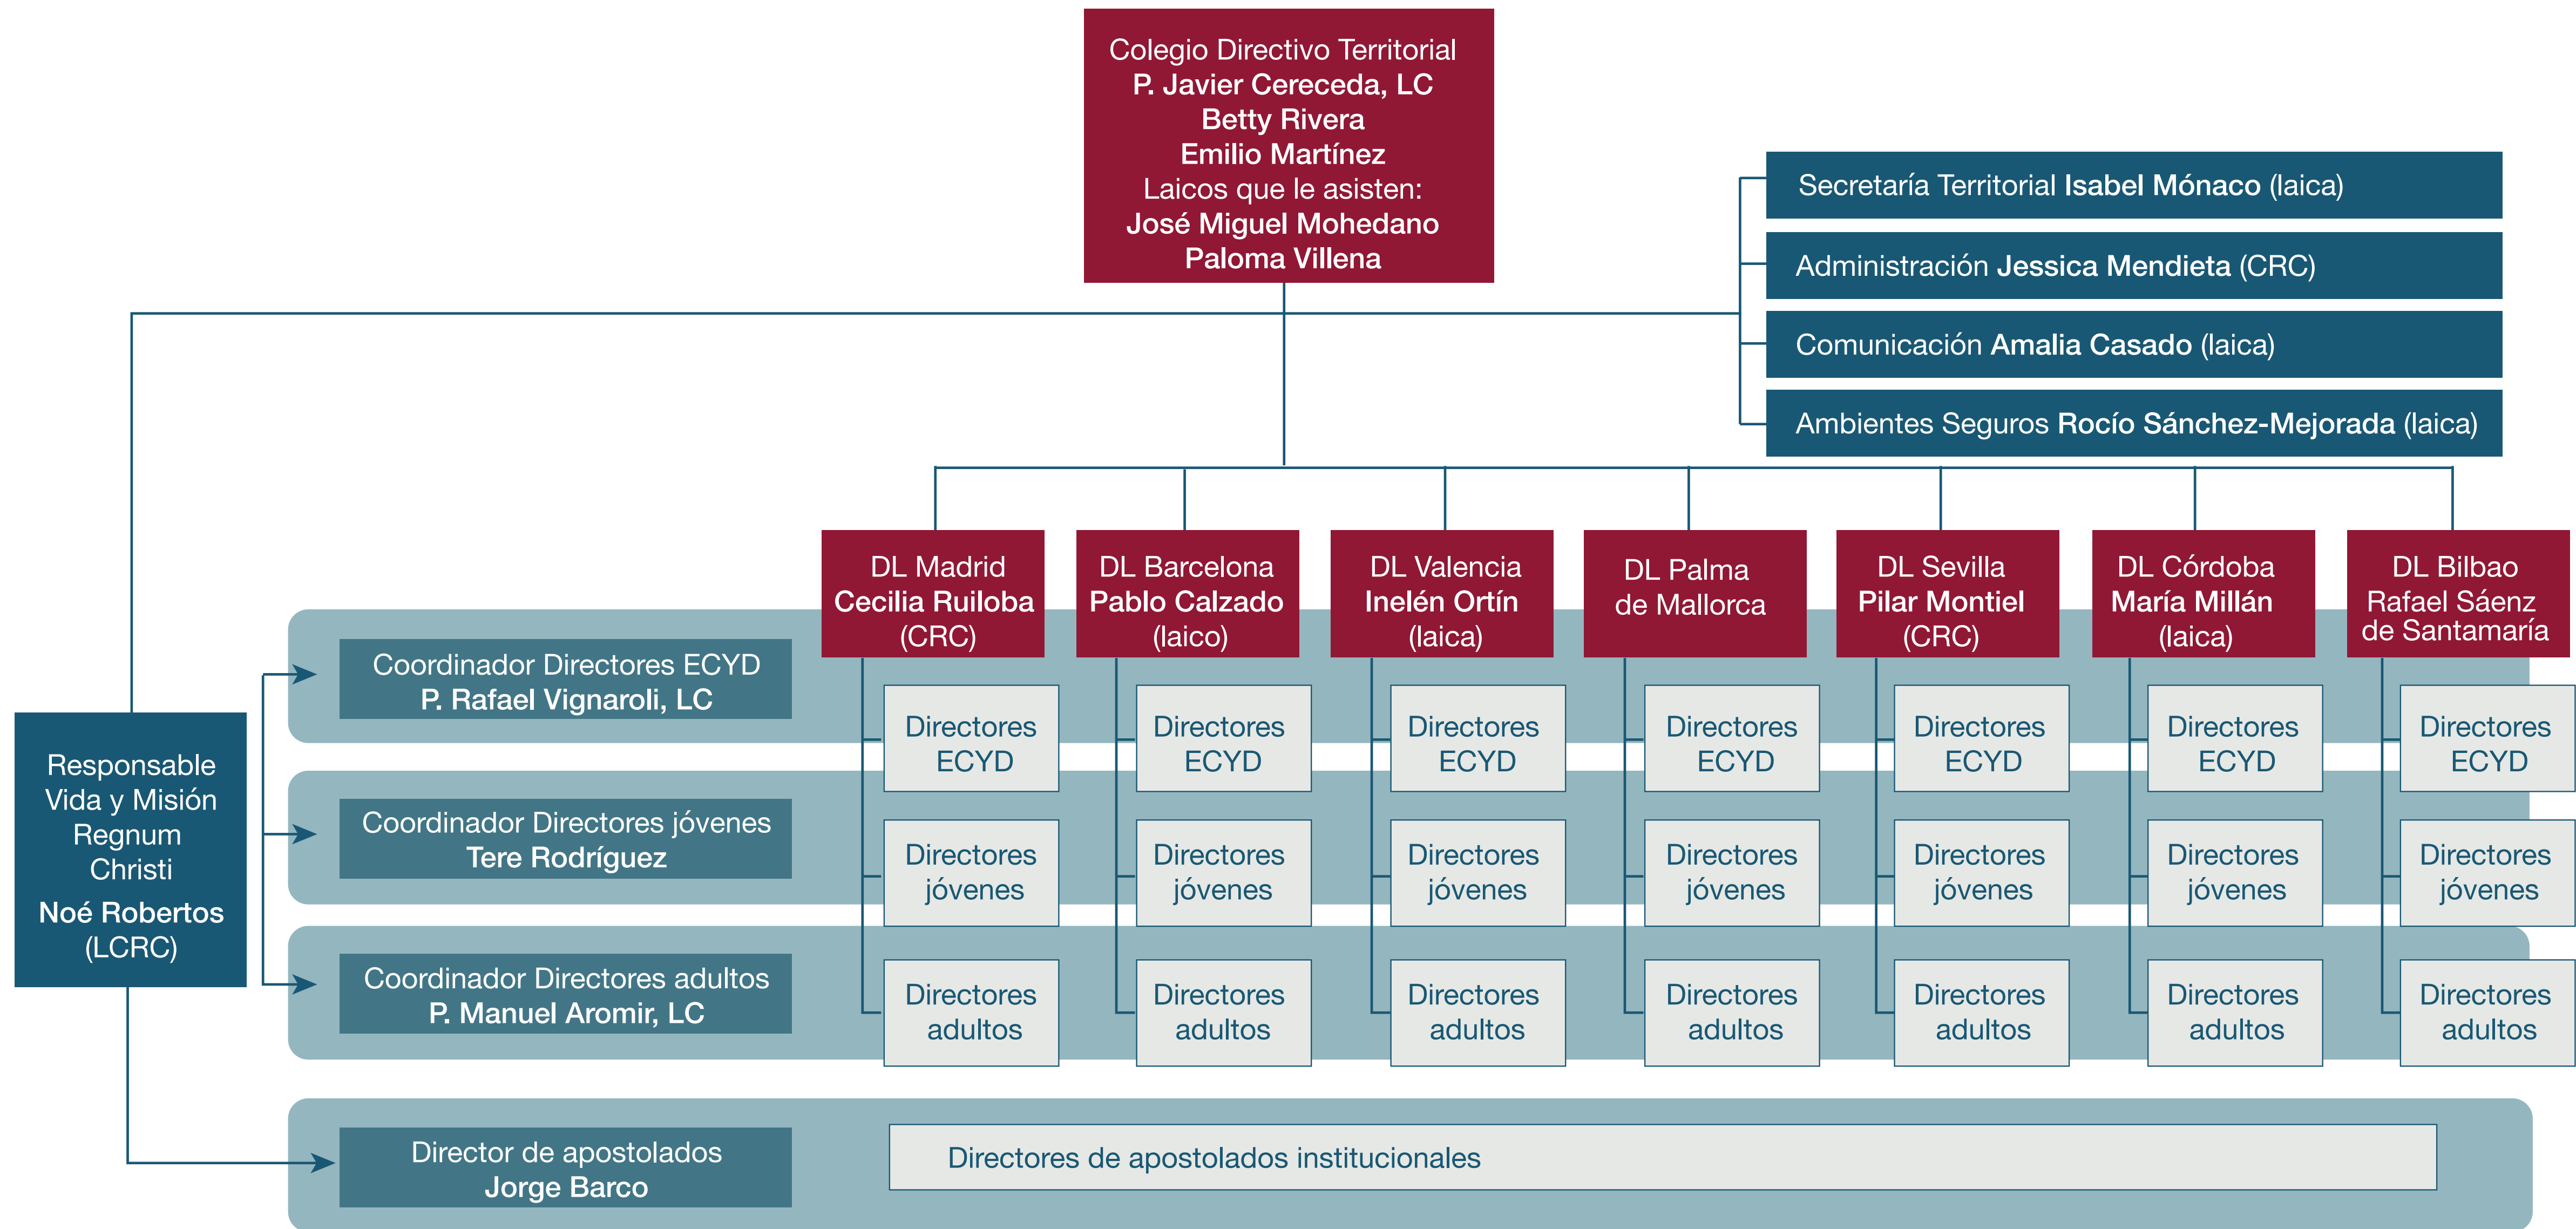 Colegio Directivo Territorial
P. Javier Cereceda, LC
Betty Rivera
Emilio Martínez
Laicos que le asisten:
José Miguel Mohedano
Paloma Villena
Secretaría Territorial Isabel Mónaco (laica)
Administración Jessica Mendieta (CRC)
Comunicación Amalia Casado (laica)
Ambientes Seguros Rocío Sánchez-Mejorada (laica)
DL Madrid
Cecilia Ruiloba
(CRC)
DL Barcelona
Pablo Calzado
(laico)
DL Valencia
Inelén Ortín
(laica)
DL Palma
de Mallorca
DL Sevilla
Pilar Montiel
(CRC)
DL Córdoba
María Millán
(laica)
DL Bilbao
Rafael Sáenz
de Santamaría
Responsable
Vida y Misión
Regnum
Christi
Noé Robertos
(LCRC)
Coordinador Directores ECYD
P. Rafael Vignaroli, LC
Directores
ECYD
Directores
ECYD
Directores
ECYD
Directores
ECYD
Directores
ECYD
Directores
ECYD
Directores
ECYD
Coordinador Directores jóvenes
Tere Rodríguez
Directores
jóvenes
Directores
jóvenes
Directores
jóvenes
Directores
jóvenes
Directores
jóvenes
Directores
jóvenes
Directores
jóvenes
Coordinador Directores adultos
P. Manuel Aromir, LC
Directores
adultos
Directores
adultos
Directores
adultos
Directores
adultos
Directores
adultos
Directores
adultos
Directores
adultos
Director de apostolados
Jorge Barco
Directores de apostolados institucionales